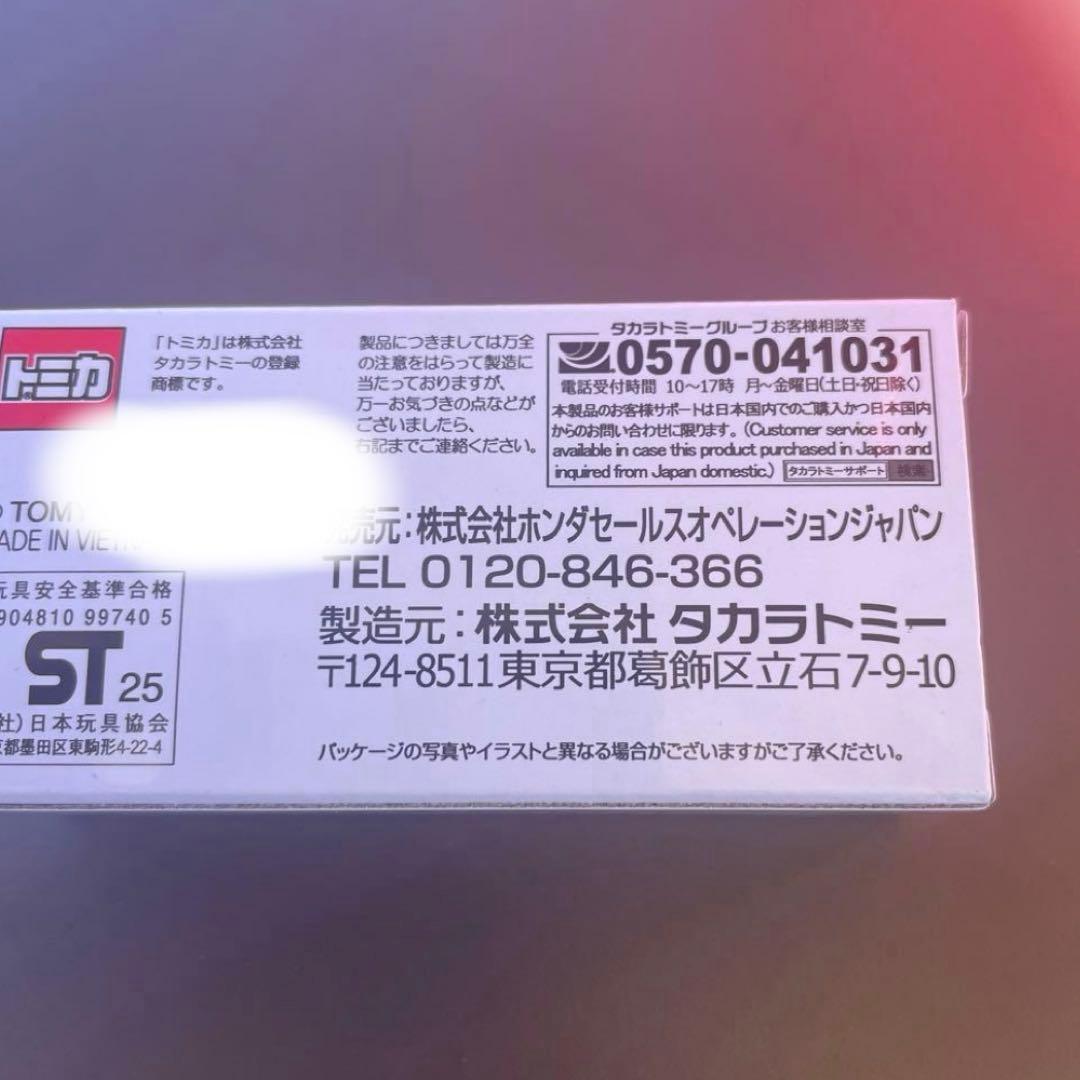 トミカ
「トミカ」は株式会社
タカラトミーの登録
商標です。
製品につきましては万全
の注意をはらって製造に
当たっておりますが、
万一お気づきの点などが
ございましたら、
右記までご連絡ください。
タカラトミーグループお客様相談室
0570-041031
電話受付時間 10～17時 月～金曜日(土日・祝日除く)
本製品のお客様サポートは日本国内でのご購入かつ日本国内
からのお問い合わせに限ります。(Customer service is only
available in case this product purchased in Japan and
inquired from Japan domestic.) タカラトミーサポート 検索
TOMY
MADE IN
玩具安全基準合格
904810 99740 5
ST 25
社)日本玩具協会
都墨田区東駒形4-22-4
発売元:株式会社ホンダセールスオペレーションジャパン
TEL 0120-846-366
製造元:株式会社 タカラトミー
〒124-8511東京都葛飾区立石7-9-10
パッケージの写真やイラストと異なる場合がございますがご了承ください。